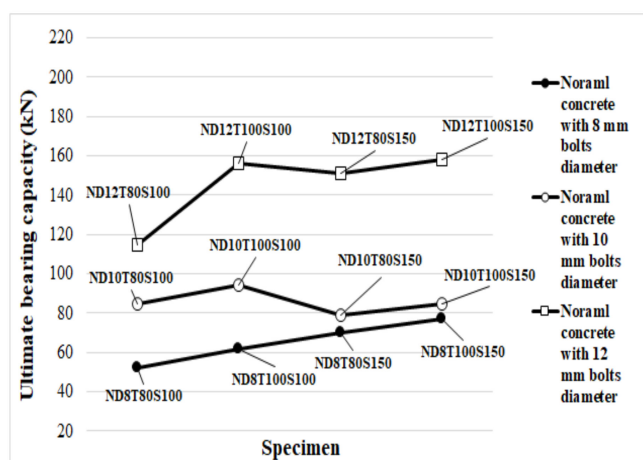 220
200
180
160
140
120
100
80
60
40
20
Ultimate bearing capacity (kN)
Specimen
ND12T80S100
ND12T100S100
ND12T80S150
ND12T100S150
ND10T80S100
ND10T100S100
ND10T80S150
ND10T100S150
ND8T80S100
ND8T100S100
ND8T80S150
ND8T100S150
Noraml
concrete
with 8 mm
bolts
diameter
Noraml
concrete
with 10
mm bolts
diameter
Noraml
concrete
with 12
mm bolts
diameter